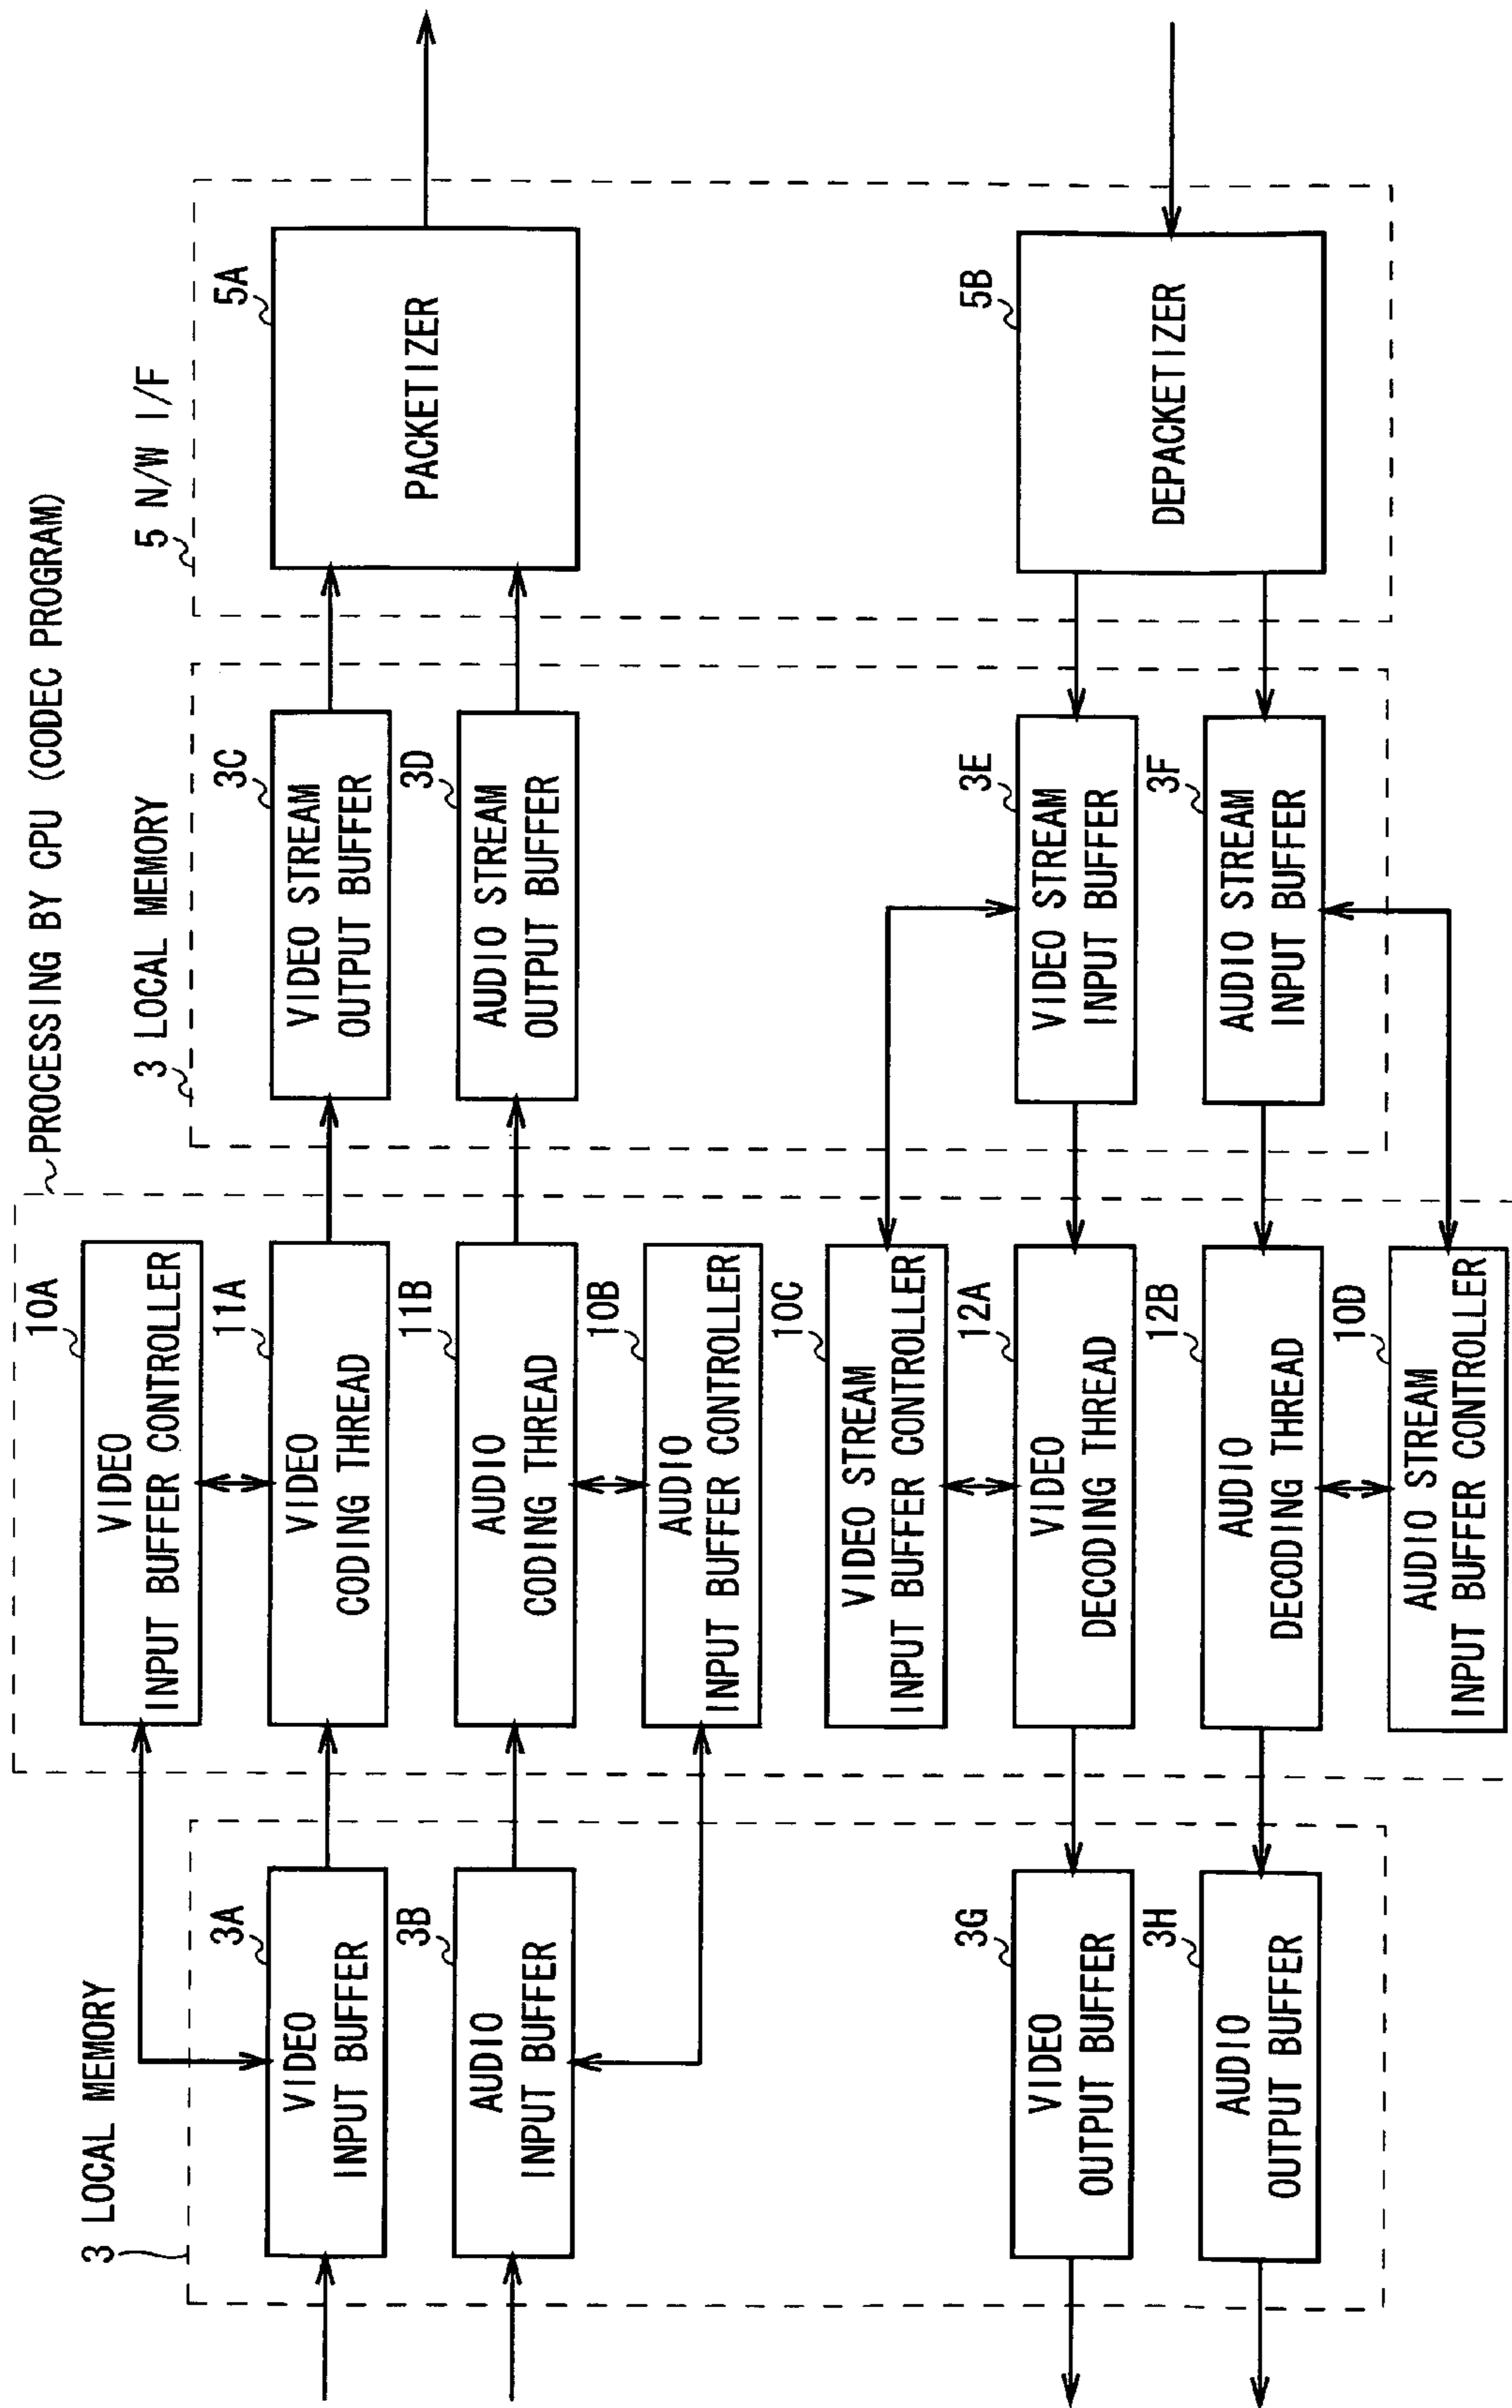 PROCESSING BY CPU (CODEC PROGRAM)
3 LOCAL MEMORY
3 LOCAL MEMORY
5 N/W I/F
10A
VIDEO
INPUT BUFFER CONTROLLER
3A
VIDEO
INPUT BUFFER
11A
VIDEO
CODING THREAD
3C
VIDEO STREAM
OUTPUT BUFFER
5A
PACKETIZER
3B
AUDIO
INPUT BUFFER
11B
AUDIO
CODING THREAD
3D
AUDIO STREAM
OUTPUT BUFFER
10B
AUDIO
INPUT BUFFER CONTROLLER
10C
VIDEO STREAM
INPUT BUFFER CONTROLLER
3G
VIDEO
OUTPUT BUFFER
12A
VIDEO
DECODING THREAD
3E
VIDEO STREAM
INPUT BUFFER
5B
DEPACKETIZER
3H
AUDIO
OUTPUT BUFFER
12B
AUDIO
DECODING THREAD
3F
AUDIO STREAM
INPUT BUFFER
10D
AUDIO STREAM
INPUT BUFFER CONTROLLER